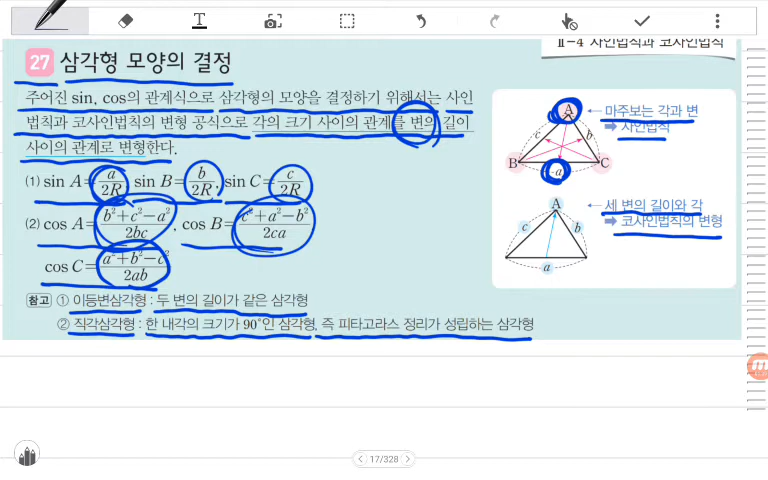 T
Ⅱ-4 사인법칙과 코사인법칙
27 삼각형 모양의 결정
주어진 sin, cos의 관계식으로 삼각형의 모양을 결정하기 위해서는 사인
법칙과 코사인법칙의 변형 공식으로 각의 크기 사이의 관계를 변의 길이
사이의 관계로 변형한다.
(1) sin A=a/2R, sin B=b/2R, sin C=c/2R
(2) cos A=b²+c²-a²/2bc, cos B=c²+a²-b²/2ca
cos C=a²+b²-c²/2ab
참고 ① 이등변삼각형 : 두 변의 길이가 같은 삼각형
② 직각삼각형 : 한 내각의 크기가 90°인 삼각형, 즉 피타고라스 정리가 성립하는 삼각형
A
← 마주보는 각과 변
c b
➡ 사인법칙
B C
a
A
← 세 변의 길이와 각
c b
➡ 코사인법칙의 변형
a
< 17/328 >